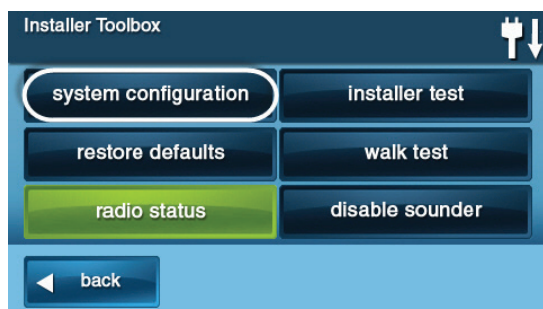 Installer Toolbox
system configuration
installer test
restore defaults
walk test
radio status
disable sounder
back